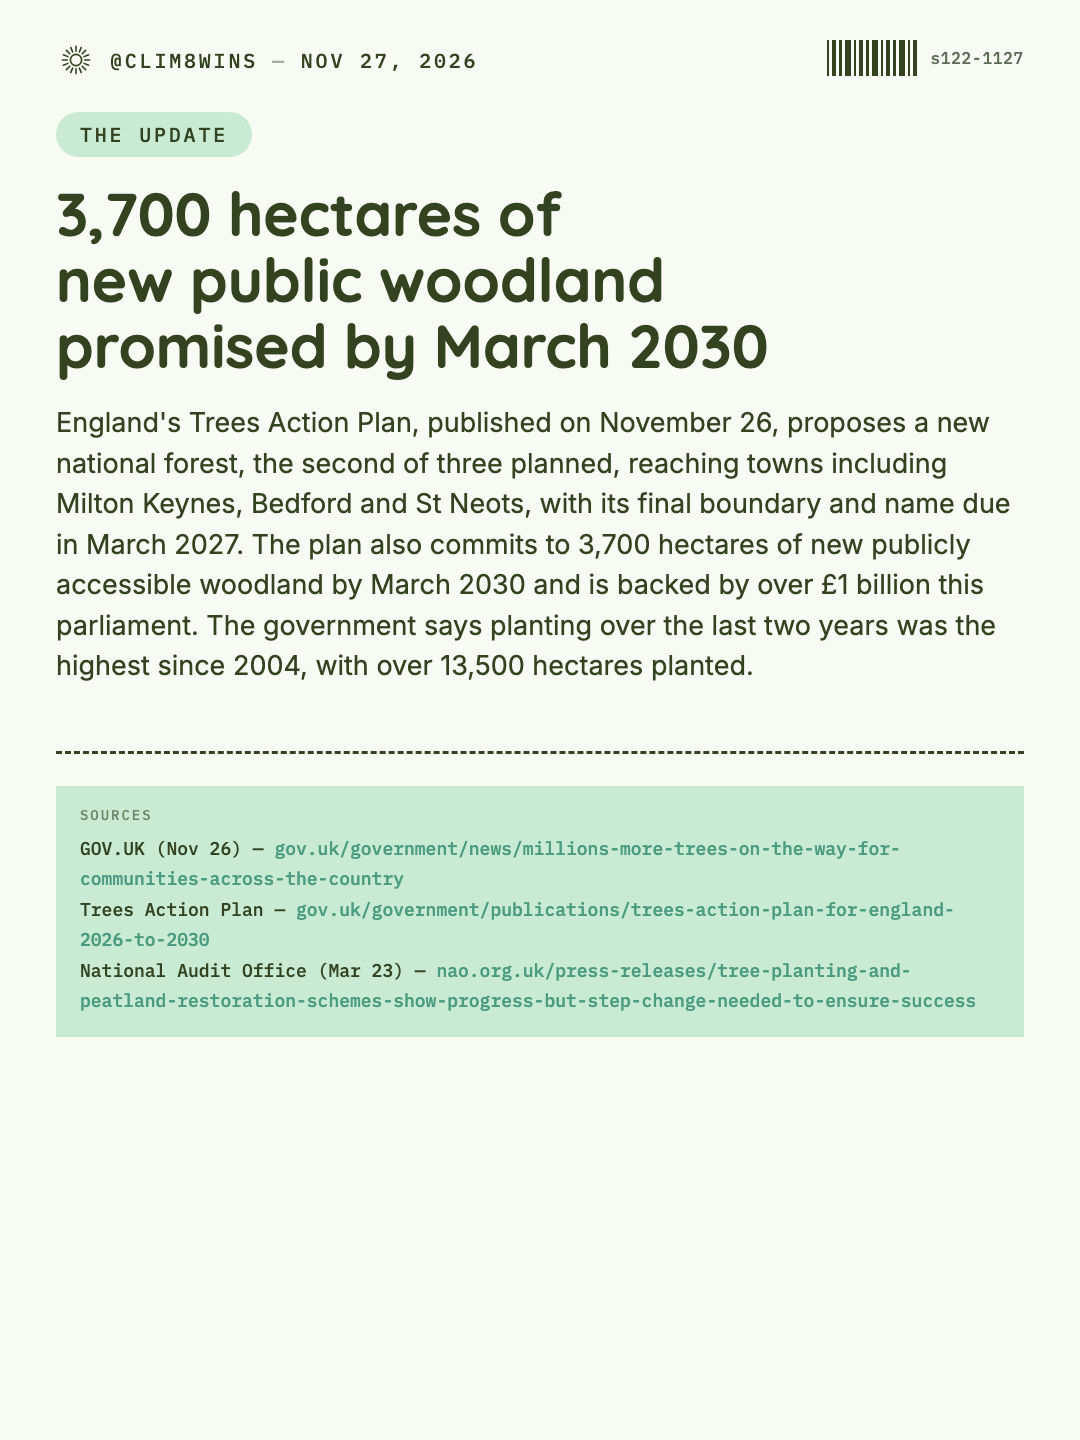 @CLIM8WINS — NOV 27, 2026
s122-1127
THE UPDATE
3,700 hectares of
new public woodland
promised by March 2030
England's Trees Action Plan, published on November 26, proposes a new
national forest, the second of three planned, reaching towns including
Milton Keynes, Bedford and St Neots, with its final boundary and name due
in March 2027. The plan also commits to 3,700 hectares of new publicly
accessible woodland by March 2030 and is backed by over £1 billion this
parliament. The government says planting over the last two years was the
highest since 2004, with over 13,500 hectares planted.
SOURCES
GOV.UK (Nov 26) — gov.uk/government/news/millions-more-trees-on-the-way-for-
communities-across-the-country
Trees Action Plan — gov.uk/government/publications/trees-action-plan-for-england-
2026-to-2030
National Audit Office (Mar 23) — nao.org.uk/press-releases/tree-planting-and-
peatland-restoration-schemes-show-progress-but-step-change-needed-to-ensure-success